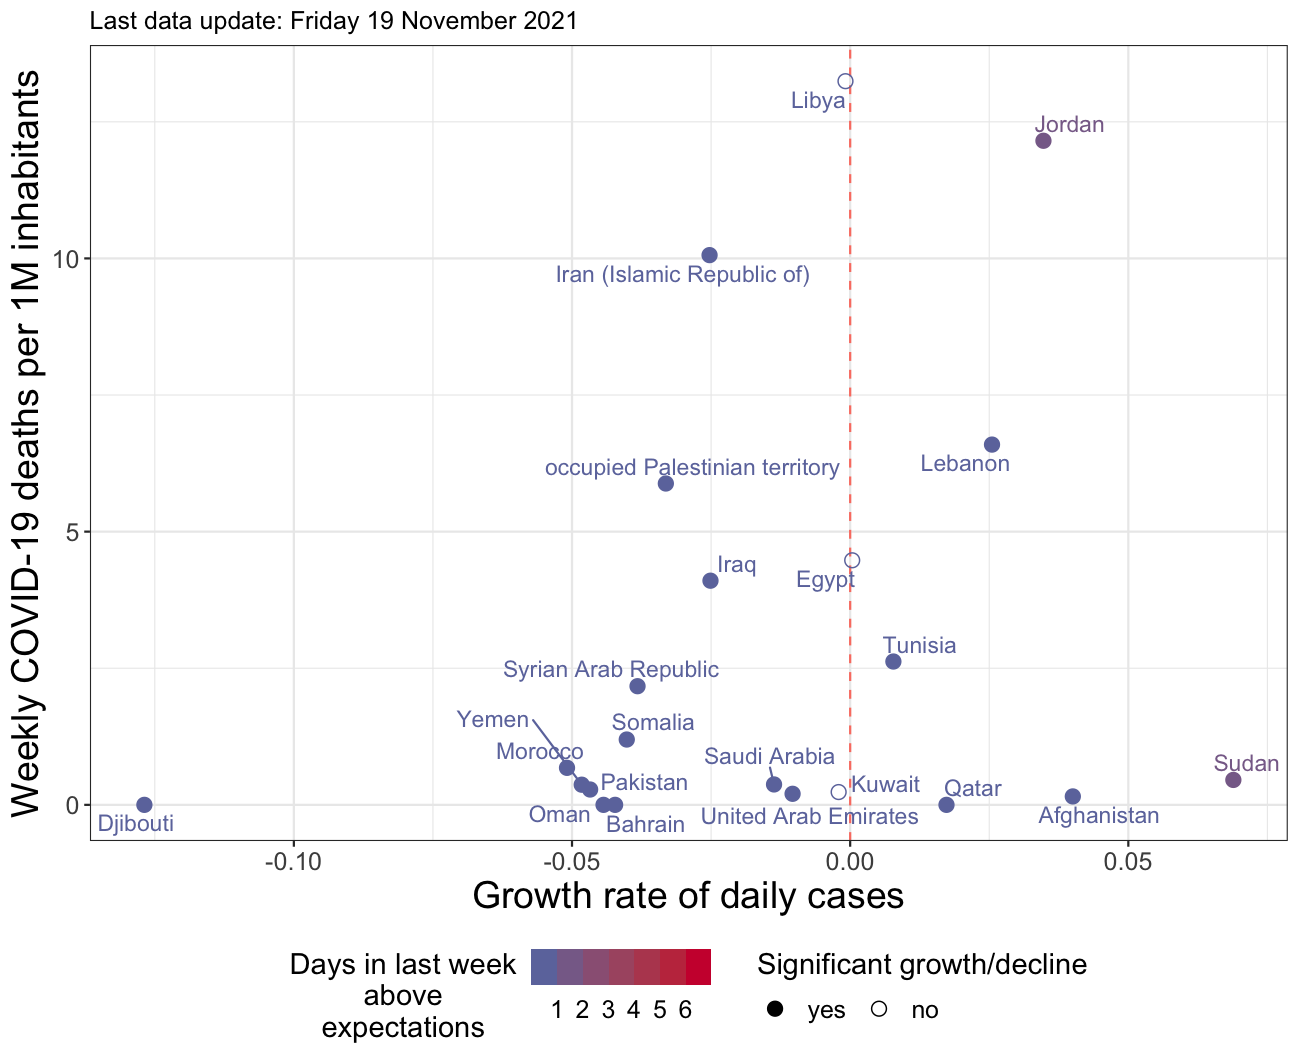 Last data update: Friday 19 November 2021
Weekly COVID-19 deaths per 1M inhabitants
10
5
0
Libya
Jordan
Iran (Islamic Republic of)
Lebanon
occupied Palestinian territory
Iraq
Egypt
Tunisia
Syrian Arab Republic
Yemen
Somalia
Morocco
Saudi Arabia
Sudan
Pakistan
Kuwait
Qatar
Oman
United Arab Emirates
Afghanistan
Djibouti
Bahrain
-0.10
-0.05
0.00
0.05
Growth rate of daily cases
Days in last week
above
expectations
1 2 3 4 5 6
Significant growth/decline
yes
no